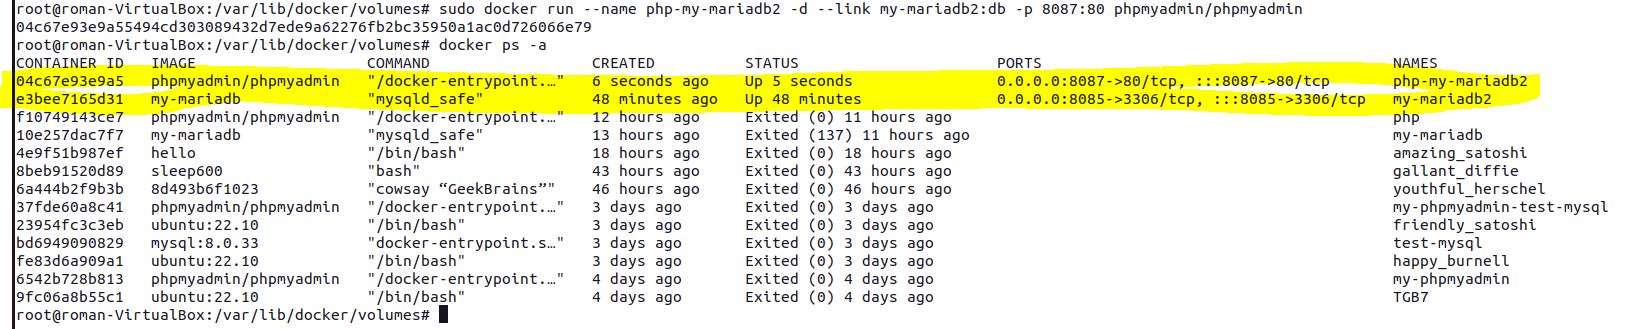 root@roman-VirtualBox:/var/lib/docker/volumes# sudo docker run --name php-my-mariadb2 -d --link my-mariadb2:db -p 8087:80 phpmyadmin/phpmyadmin
04c67e93e9a55494cd303089432d7ede9a62276fb2bc35950a1ac0d726066e79
root@roman-VirtualBox:/var/lib/docker/volumes# docker ps -a
CONTAINER ID   IMAGE                   COMMAND                  CREATED          STATUS                      PORTS                                       NAMES
04c67e93e9a5   phpmyadmin/phpmyadmin   "/docker-entrypoint.…"   6 seconds ago    Up 5 seconds                0.0.0.0:8087->80/tcp, :::8087->80/tcp       php-my-mariadb2
e3bee7165d31   my-mariadb              "mysqld_safe"            48 minutes ago   Up 48 minutes               0.0.0.0:8085->3306/tcp, :::8085->3306/tcp   my-mariadb2
f10749143ce7   phpmyadmin/phpmyadmin   "/docker-entrypoint.…"   12 hours ago     Exited (0) 11 hours ago                                                 php
10e257dac7f7   my-mariadb              "mysqld_safe"            13 hours ago     Exited (137) 11 hours ago                                               my-mariadb
4e9f51b987ef   hello                   "/bin/bash"              18 hours ago     Exited (0) 18 hours ago                                                 amazing_satoshi
8beb91520d89   sleep600                "bash"                   43 hours ago     Exited (0) 43 hours ago                                                 gallant_diffie
6a444b2f9b3b   8d493b6f1023            "cowsay “GeekBrains”"    46 hours ago     Exited (0) 46 hours ago                                                 youthful_herschel
37fde60a8c41   phpmyadmin/phpmyadmin   "/docker-entrypoint.…"   3 days ago       Exited (0) 3 days ago                                                   my-phpmyadmin-test-mysql
23954fc3c3eb   ubuntu:22.10            "/bin/bash"              3 days ago       Exited (0) 3 days ago                                                   friendly_satoshi
bd6949090829   mysql:8.0.33            "docker-entrypoint.s…"   3 days ago       Exited (0) 3 days ago                                                   test-mysql
fe83d6a909a1   ubuntu:22.10            "/bin/bash"              3 days ago       Exited (0) 3 days ago                                                   happy_burnell
6542b728b813   phpmyadmin/phpmyadmin   "/docker-entrypoint.…"   4 days ago       Exited (0) 4 days ago                                                   my-phpmyadmin
9fc06a8b55c1   ubuntu:22.10            "/bin/bash"              4 days ago       Exited (0) 4 days ago                                                   TGB7
root@roman-VirtualBox:/var/lib/docker/volumes#